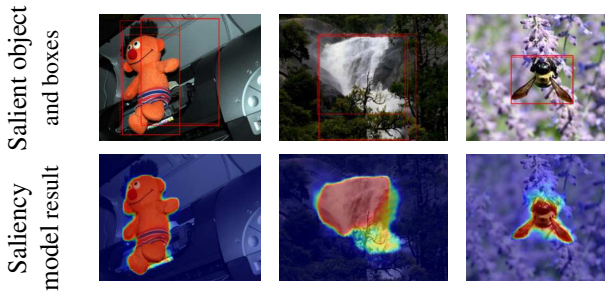 Salient object
and boxes
Saliency
model result